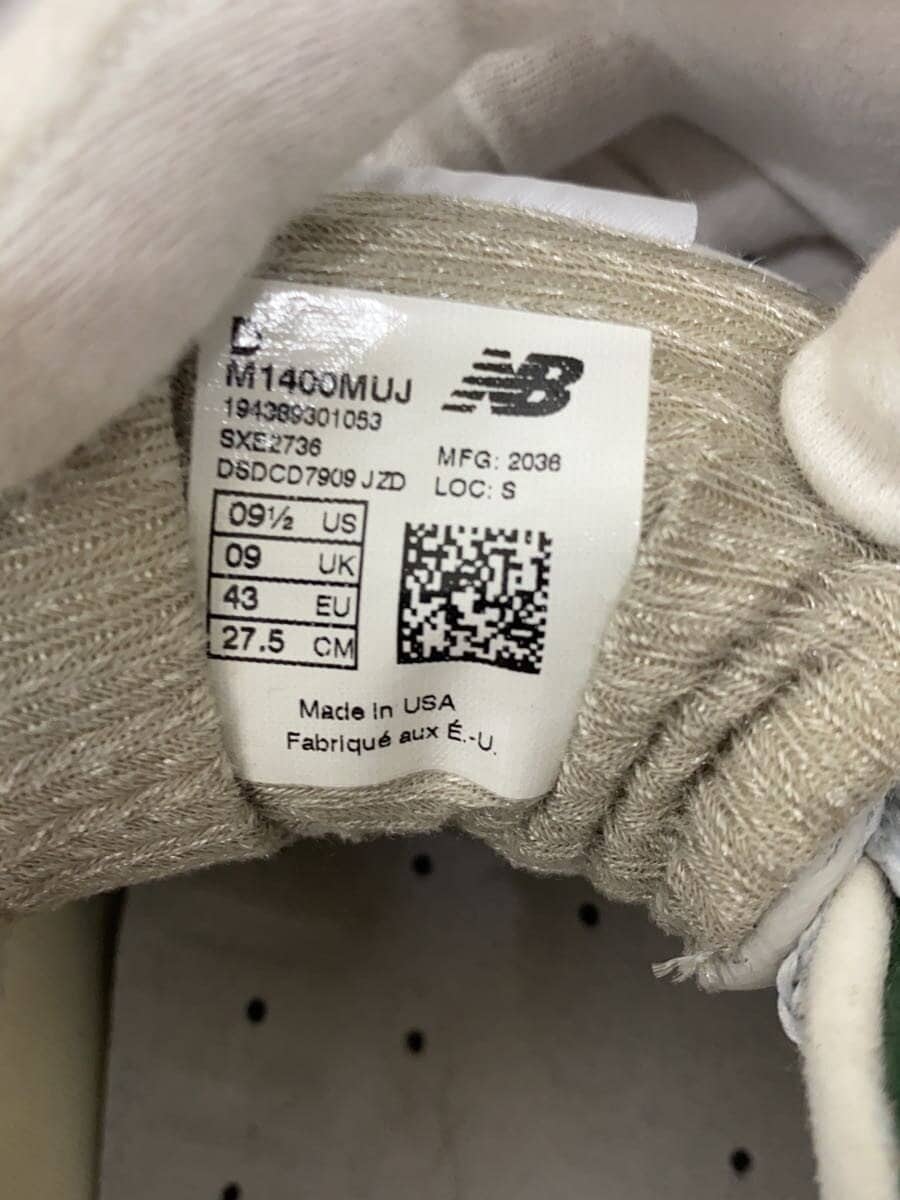 D
M1400MUJ
194389301053
SXE2736
DSDCD7909 JZD
NB
MFG: 2036
LOC: S
09½ US
09 UK
43 EU
27.5 CM
Made in USA
Fabriqué aux É.-U.